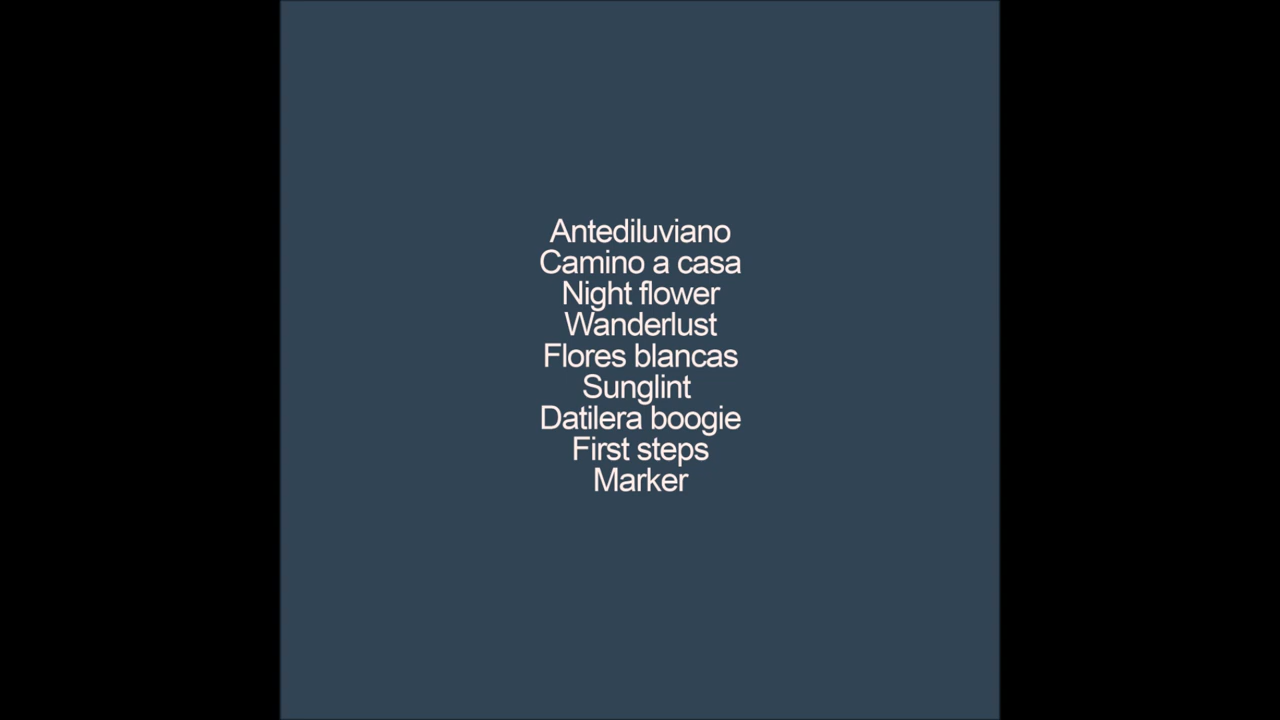 Antediluviano
Camino a casa
Night flower
Wanderlust
Flores blancas
Sunglint
Datilera boogie
First steps
Marker